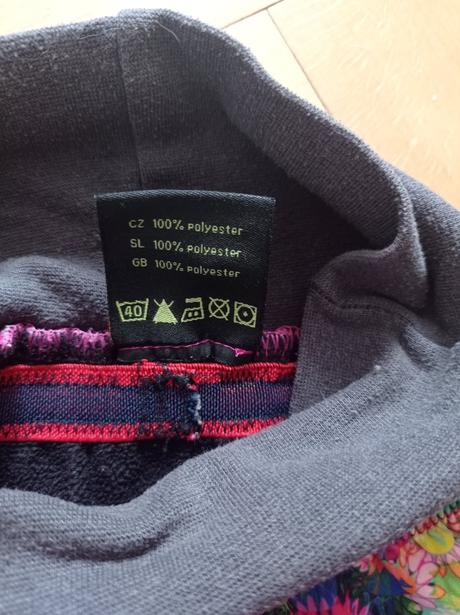 CZ 100% polyester
SL 100% polyester
GB 100% polyester
40